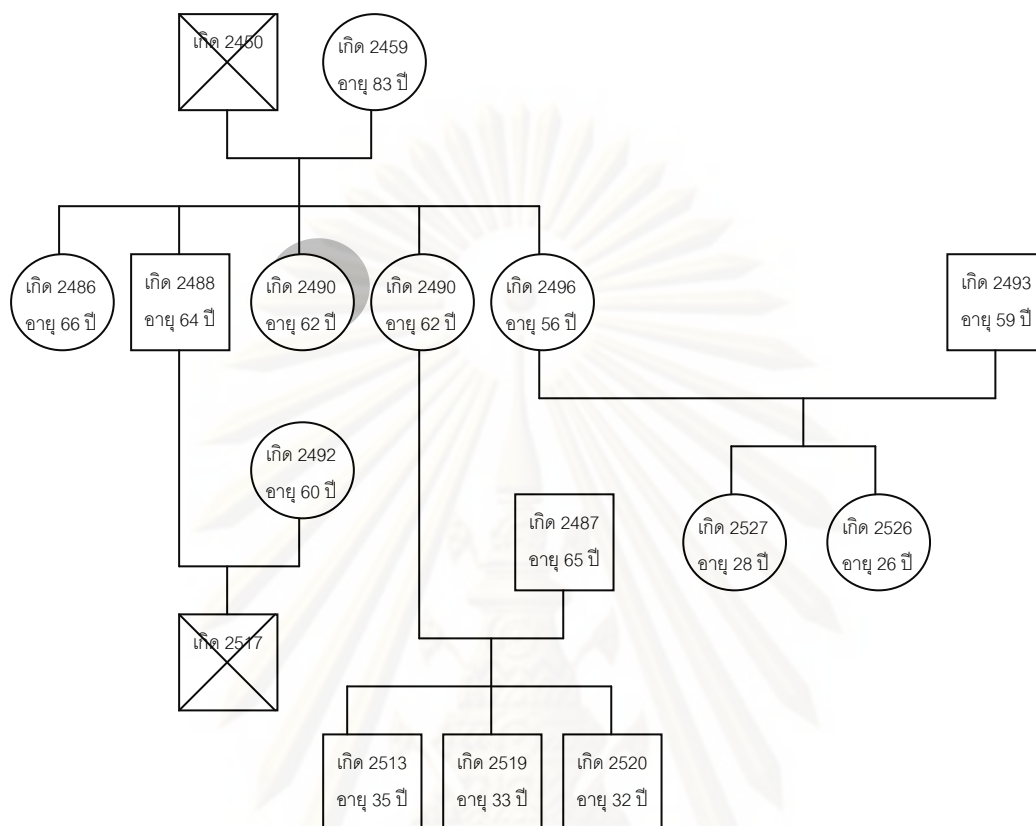 เกิด 2450
เกิด 2459
อายุ 83 ปี
เกิด 2486
อายุ 66 ปี
เกิด 2488
อายุ 64 ปี
เกิด 2490
อายุ 62 ปี
เกิด 2490
อายุ 62 ปี
เกิด 2496
อายุ 56 ปี
เกิด 2493
อายุ 59 ปี
เกิด 2492
อายุ 60 ปี
เกิด 2487
อายุ 65 ปี
เกิด 2527
อายุ 28 ปี
เกิด 2526
อายุ 26 ปี
เกิด 2517
เกิด 2513
อายุ 35 ปี
เกิด 2519
อายุ 33 ปี
เกิด 2520
อายุ 32 ปี